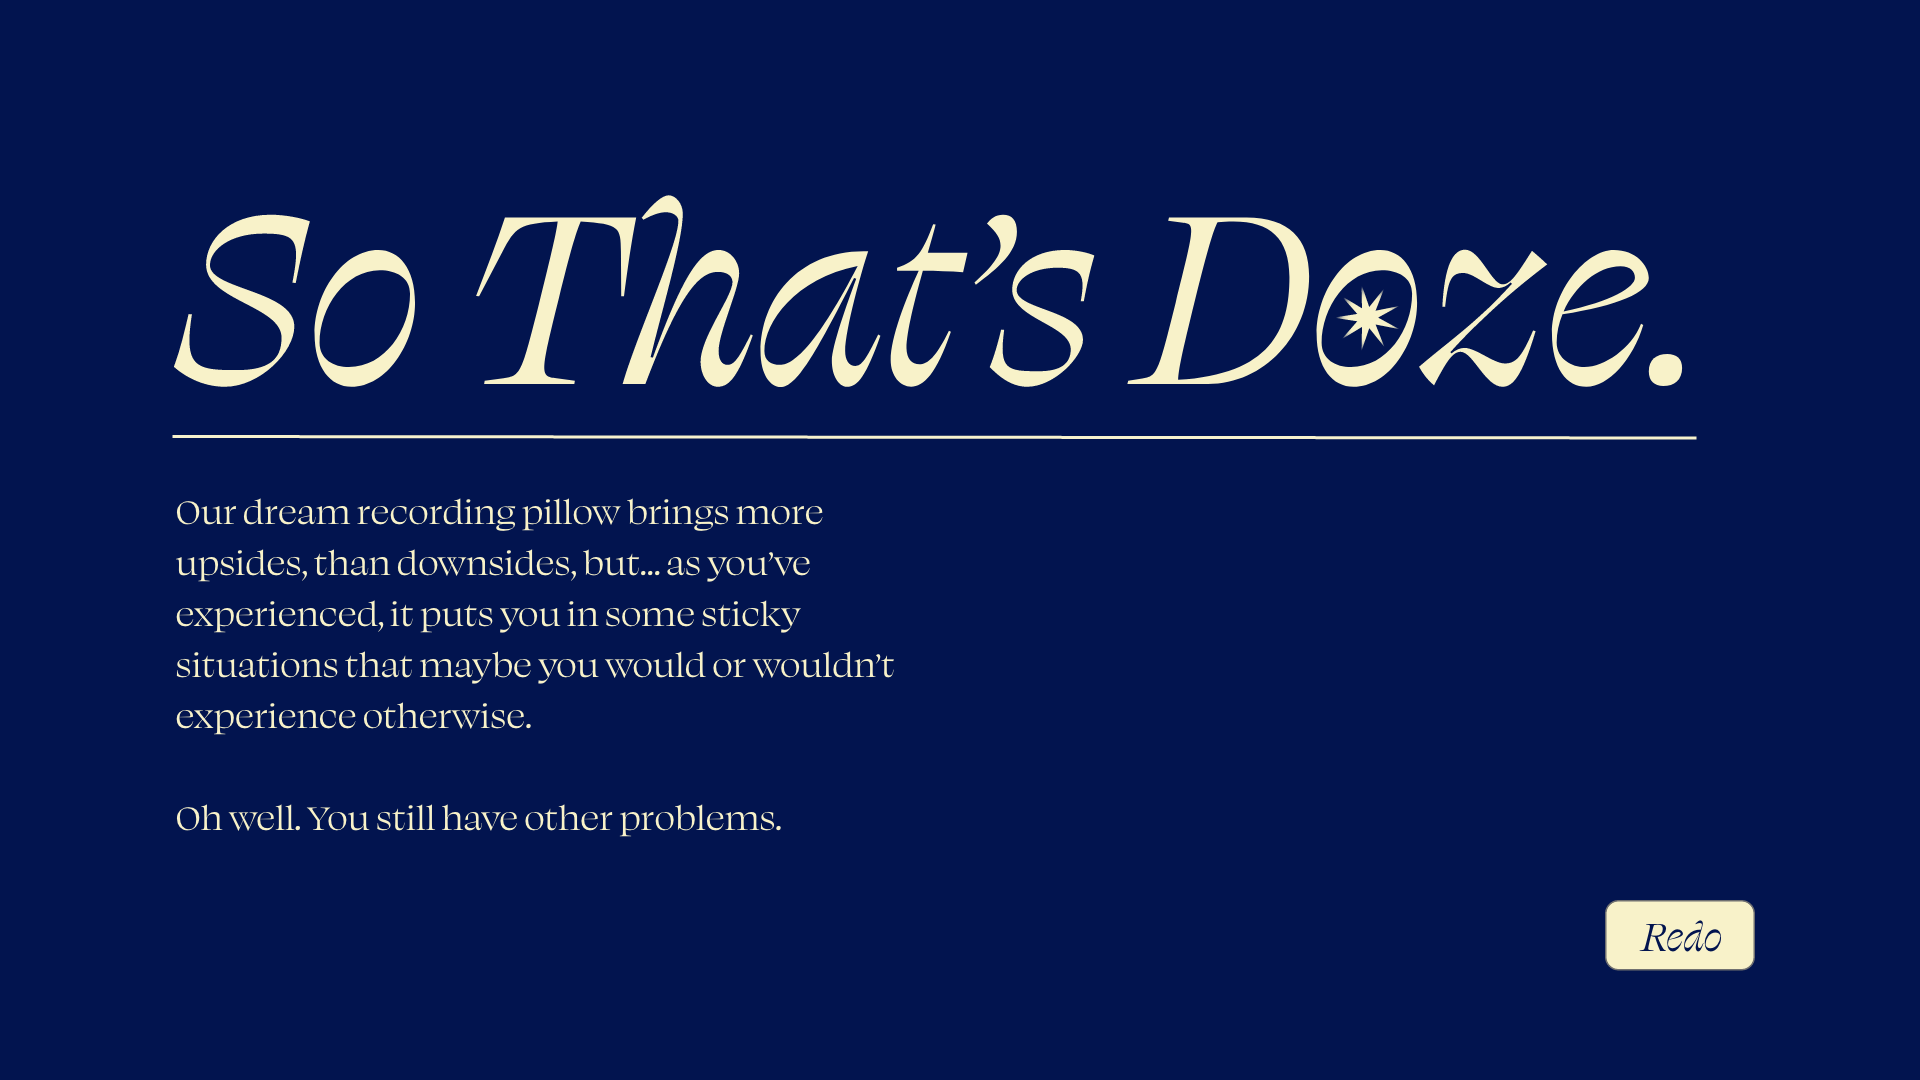 So That’s Doze.
Our dream recording pillow brings more
upsides, than downsides, but... as you’ve
experienced, it puts you in some sticky
situations that maybe you would or wouldn’t
experience otherwise.
Oh well. You still have other problems.
Redo